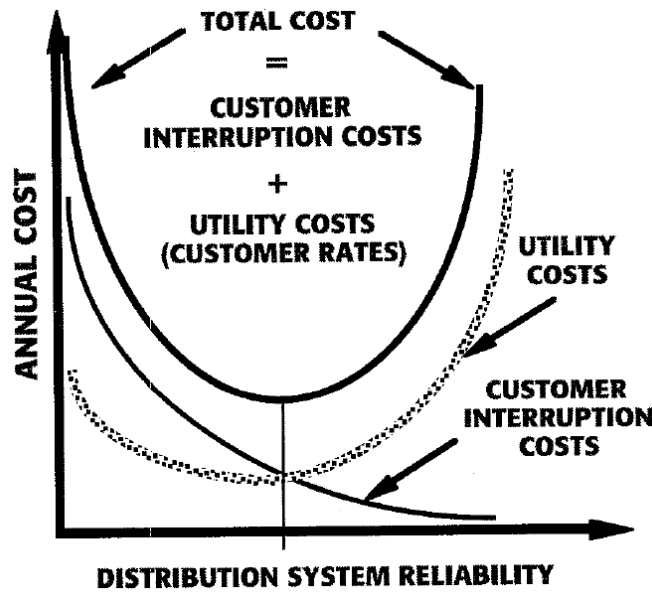 TOTAL COST
=
CUSTOMER
INTERRUPTION COSTS
+
UTILITY COSTS
(CUSTOMER RATES)
ANNUAL COST
UTILITY
COSTS
CUSTOMER
INTERRUPTION
COSTS
DISTRIBUTION SYSTEM RELIABILITY